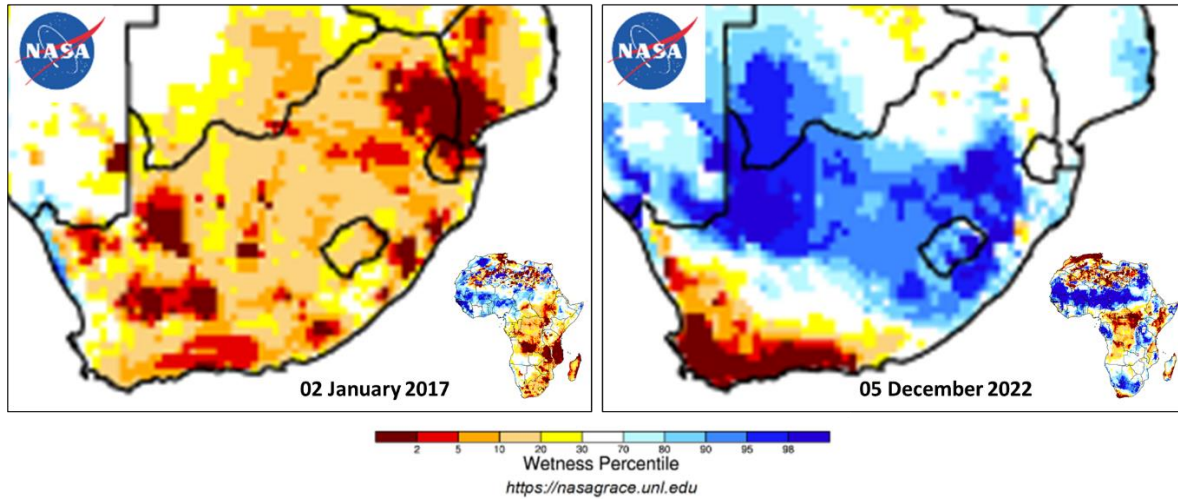 NASA
NASA
02 January 2017
05 December 2022
2 5 10 20 30 70 80 90 95 98
Wetness Percentile
https://nasagrace.unl.edu